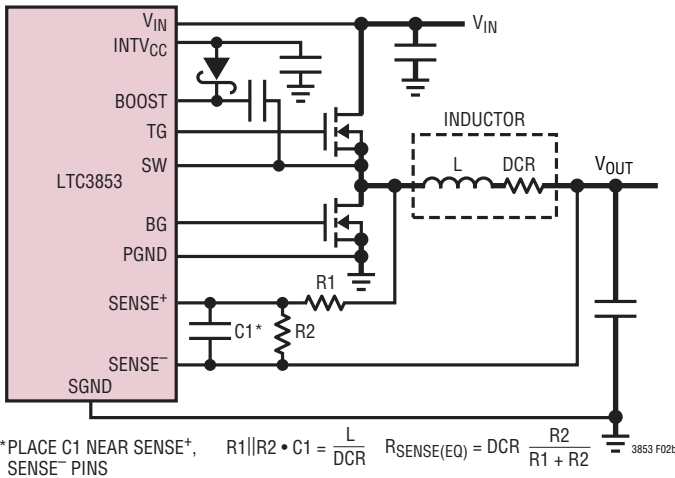 V_IN
INTV_CC
BOOST
TG
SW
LTC3853
BG
PGND
SENSE⁺
SENSE⁻
SGND
V_IN
INDUCTOR
L DCR
V_OUT
R1
C1*
R2
*PLACE C1 NEAR SENSE⁺,
SENSE⁻ PINS
R1||R2 • C1 = L/DCR
R_SENSE(EQ) = DCR R2/(R1 + R2)
3853 F02b